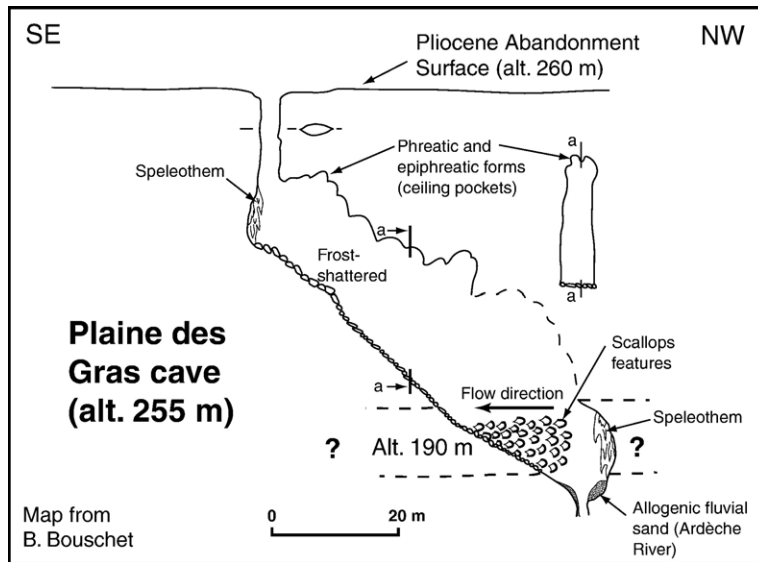 SE
NW
Pliocene Abandonment
Surface (alt. 260 m)
Phreatic and
epiphreatic forms
(ceiling pockets)
a
Speleothem
a
Frost-
shattered
a
Plaine des
Gras cave
(alt. 255 m)
Scallops
features
a
Flow direction
Speleothem
?
Alt. 190 m
?
Allogenic fluvial
sand (Ardèche
River)
Map from
B. Bouschet
0
20 m